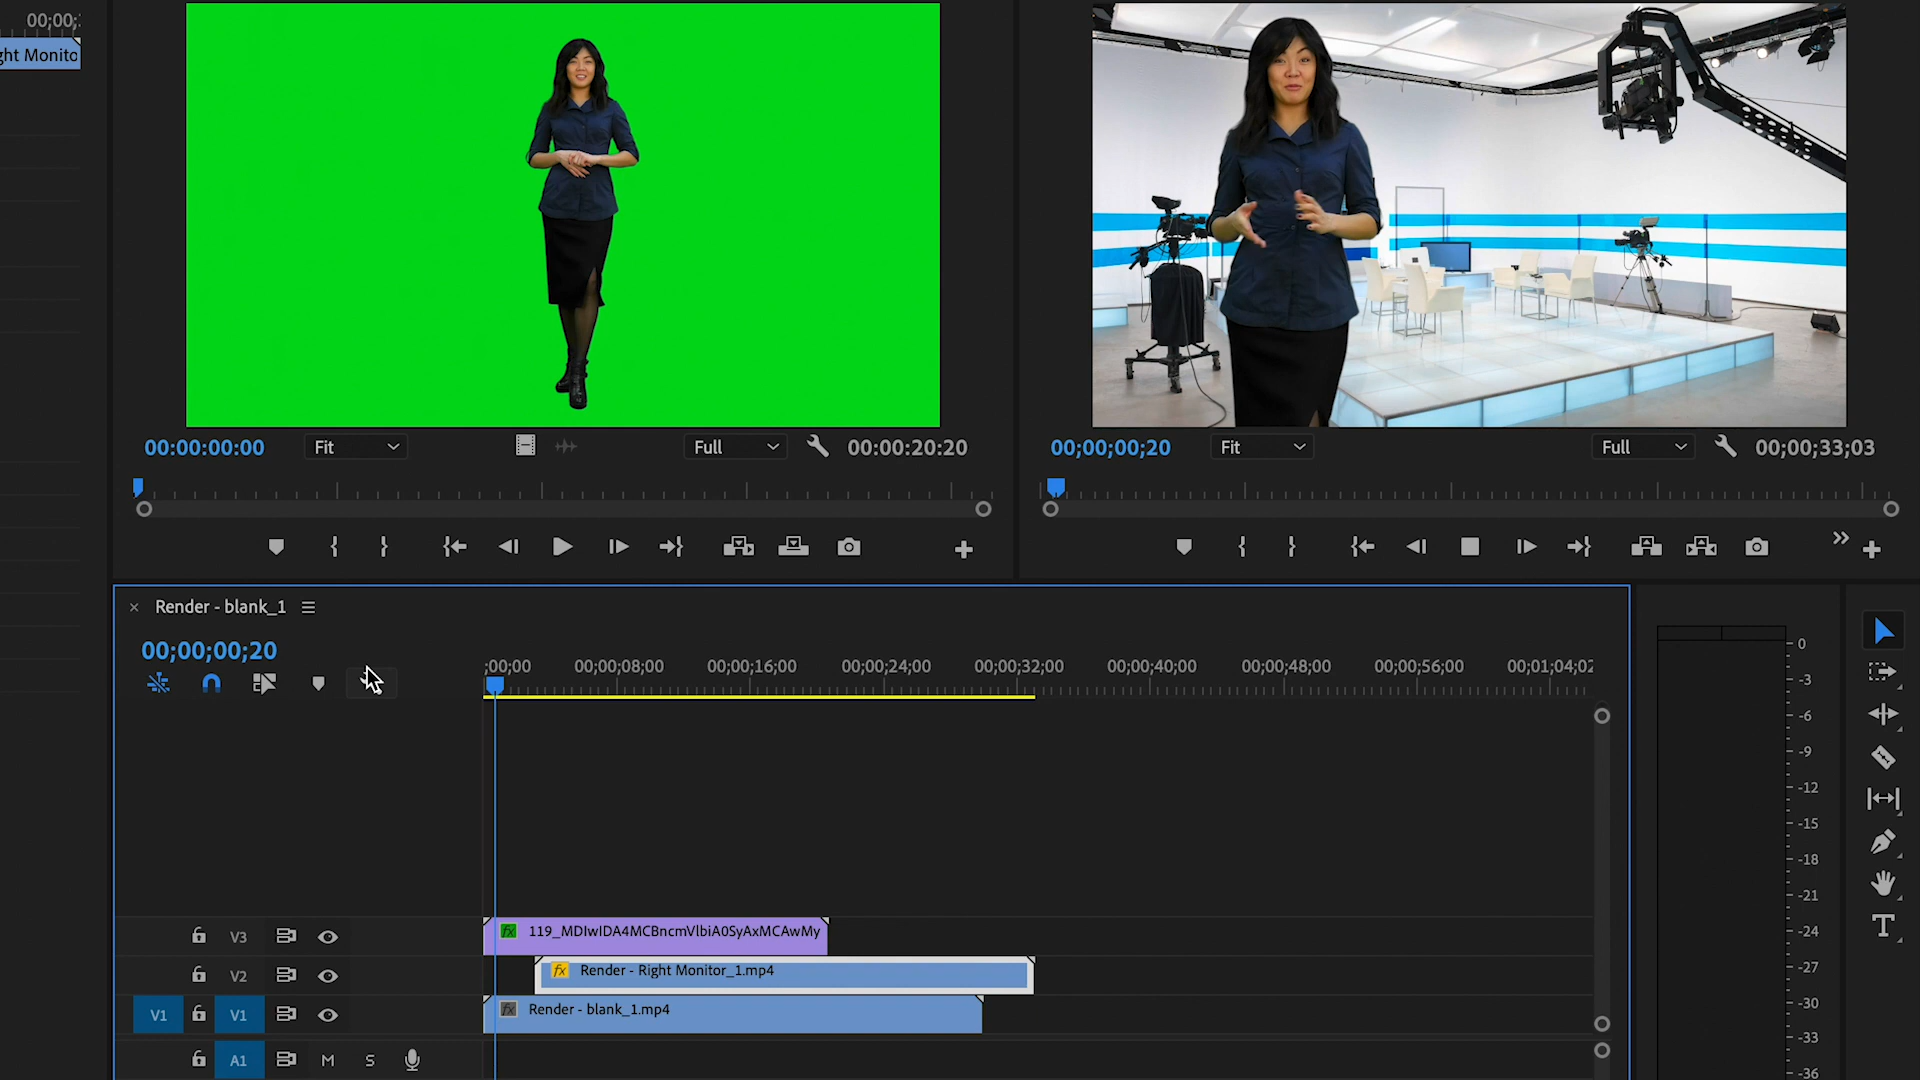 00;00;
ght Monito
00:00:00:00
Fit
Full
00:00:20:20
00;00;00;20
Fit
Full
00;00;33;03
Render - blank_1
00;00;00;20
;00;00
00;00;08;00
00;00;16;00
00;00;24;00
00;00;32;00
00;00;40;00
00;00;48;00
00;00;56;00
00;01;04;02
0
-3
-6
-9
-12
-15
-18
-21
-24
-27
-30
-33
-36
V3
fx 119_MDIwIDA4MCBncmVlbiA0SyAxMCAwMy
V2
fx Render - Right Monitor_1.mp4
V1
V1
fx Render - blank_1.mp4
A1
M
S